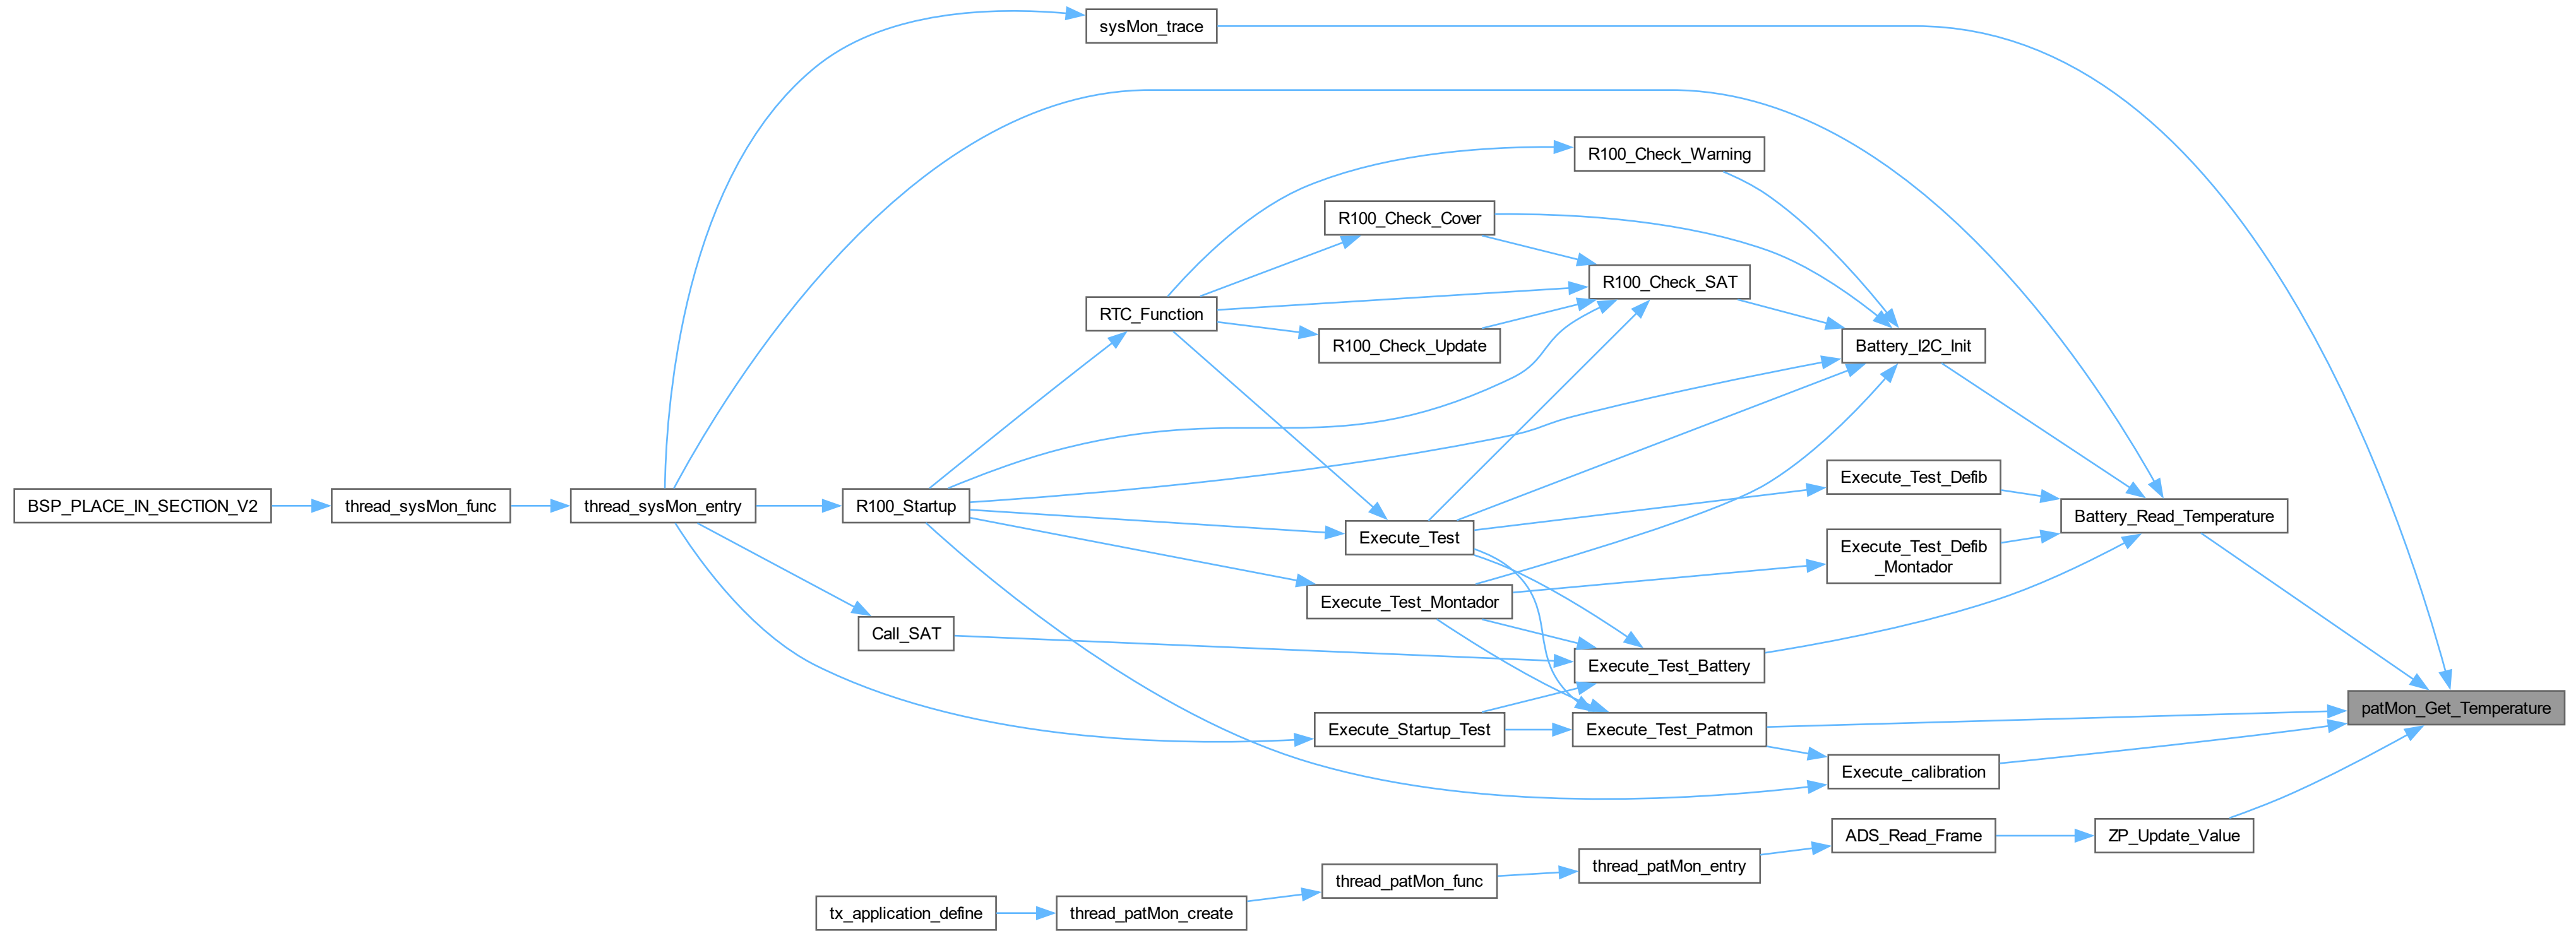 sysMon_trace
R100_Check_Warning
R100_Check_Cover
R100_Check_SAT
RTC_Function
R100_Check_Update
Battery_I2C_Init
Execute_Test_Defib
BSP_PLACE_IN_SECTION_V2
thread_sysMon_func
thread_sysMon_entry
R100_Startup
Battery_Read_Temperature
Execute_Test
Execute_Test_Defib
_Montador
Execute_Test_Montador
Call_SAT
Execute_Test_Battery
patMon_Get_Temperature
Execute_Startup_Test
Execute_Test_Patmon
Execute_calibration
ADS_Read_Frame
ZP_Update_Value
thread_patMon_entry
thread_patMon_func
tx_application_define
thread_patMon_create